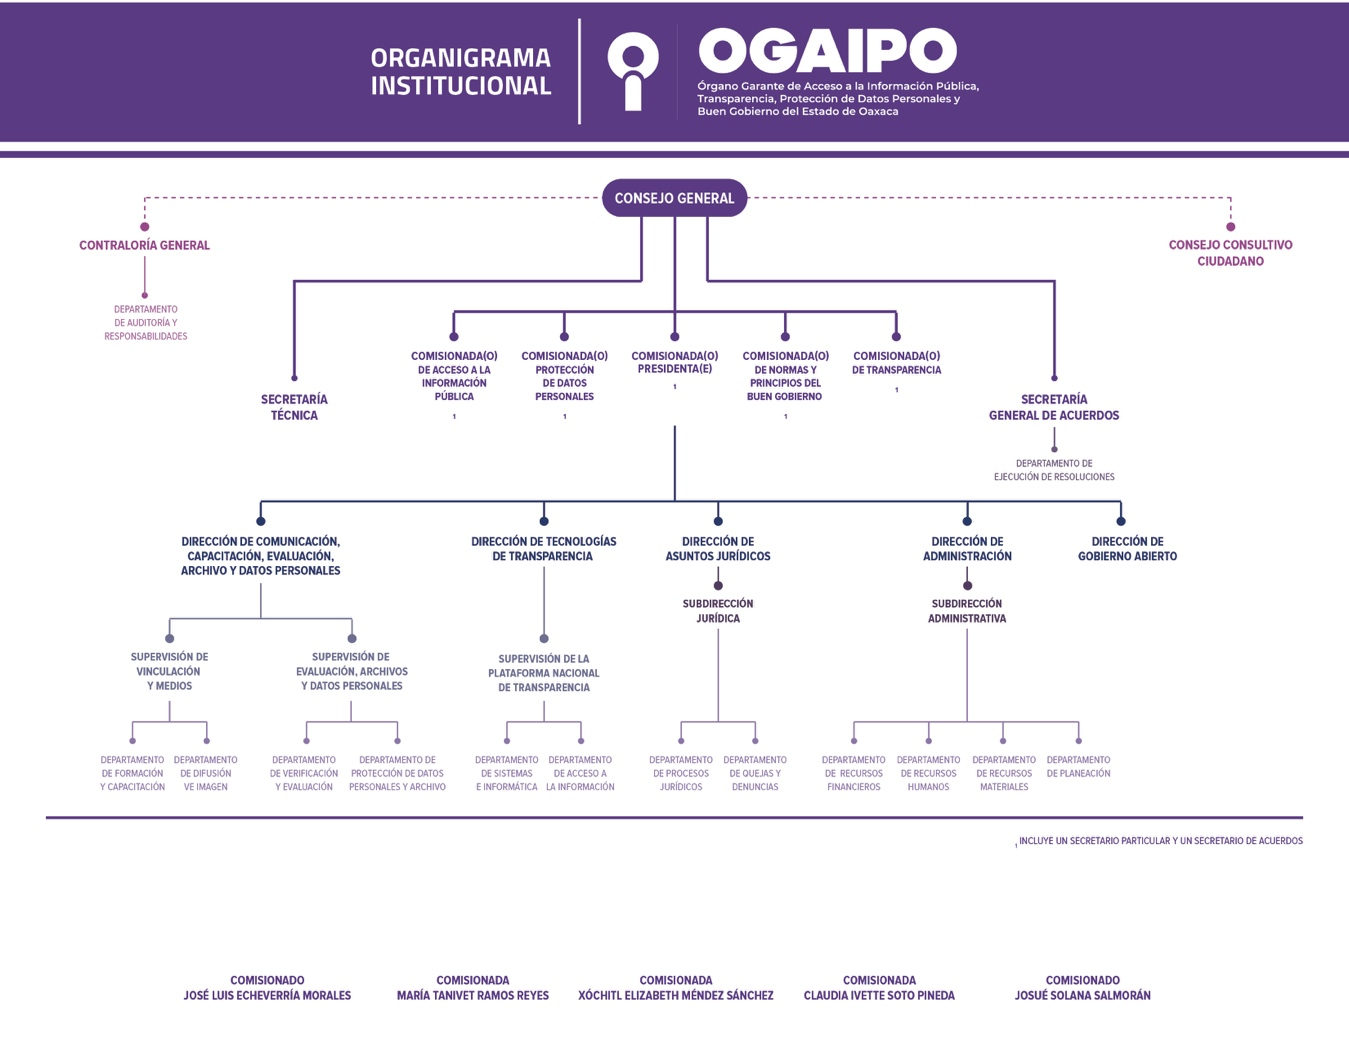 ORGANIGRAMA
INSTITUCIONAL
OGAIPO
Órgano Garante de Acceso a la Información Pública,
Transparencia, Protección de Datos Personales y
Buen Gobierno del Estado de Oaxaca
CONSEJO GENERAL
CONTRALORÍA GENERAL
DEPARTAMENTO
DE AUDITORÍA Y
RESPONSABILIDADES
CONSEJO CONSULTIVO
CIUDADANO
SECRETARÍA
TÉCNICA
COMISIONADA(O)
DE ACCESO A LA
INFORMACIÓN
PÚBLICA
1
COMISIONADA(O)
PROTECCIÓN
DE DATOS
PERSONALES
1
COMISIONADA(O)
PRESIDENTA(E)
1
COMISIONADA(O)
DE NORMAS Y
PRINCIPIOS DEL
BUEN GOBIERNO
1
COMISIONADA(O)
DE TRANSPARENCIA
1
SECRETARÍA
GENERAL DE ACUERDOS
DEPARTAMENTO DE
EJECUCIÓN DE RESOLUCIONES
DIRECCIÓN DE COMUNICACIÓN,
CAPACITACIÓN, EVALUACIÓN,
ARCHIVO Y DATOS PERSONALES
DIRECCIÓN DE TECNOLOGÍAS
DE TRANSPARENCIA
DIRECCIÓN DE
ASUNTOS JURÍDICOS
DIRECCIÓN DE
ADMINISTRACIÓN
DIRECCIÓN DE
GOBIERNO ABIERTO
SUBDIRECCIÓN
JURÍDICA
SUBDIRECCIÓN
ADMINISTRATIVA
SUPERVISIÓN DE
VINCULACIÓN
Y MEDIOS
SUPERVISIÓN DE
EVALUACIÓN, ARCHIVOS
Y DATOS PERSONALES
SUPERVISIÓN DE LA
PLATAFORMA NACIONAL
DE TRANSPARENCIA
DEPARTAMENTO
DE FORMACIÓN
Y CAPACITACIÓN
DEPARTAMENTO
DE DIFUSIÓN
VE IMAGEN
DEPARTAMENTO
DE VERIFICACIÓN
Y EVALUACIÓN
DEPARTAMENTO DE
PROTECCIÓN DE DATOS
PERSONALES Y ARCHIVO
DEPARTAMENTO
DE SISTEMAS
E INFORMÁTICA
DEPARTAMENTO
DE ACCESO A
LA INFORMACIÓN
DEPARTAMENTO
DE PROCESOS
JURÍDICOS
DEPARTAMENTO
DE QUEJAS Y
DENUNCIAS
DEPARTAMENTO
DE RECURSOS
FINANCIEROS
DEPARTAMENTO
DE RECURSOS
HUMANOS
DEPARTAMENTO
DE RECURSOS
MATERIALES
DEPARTAMENTO
DE PLANEACIÓN
1 INCLUYE UN SECRETARIO PARTICULAR Y UN SECRETARIO DE ACUERDOS
COMISIONADO
JOSÉ LUIS ECHEVERRÍA MORALES
COMISIONADA
MARÍA TANIVET RAMOS REYES
COMISIONADA
XÓCHITL ELIZABETH MÉNDEZ SÁNCHEZ
COMISIONADA
CLAUDIA IVETTE SOTO PINEDA
COMISIONADO
JOSUÉ SOLANA SALMORÁN